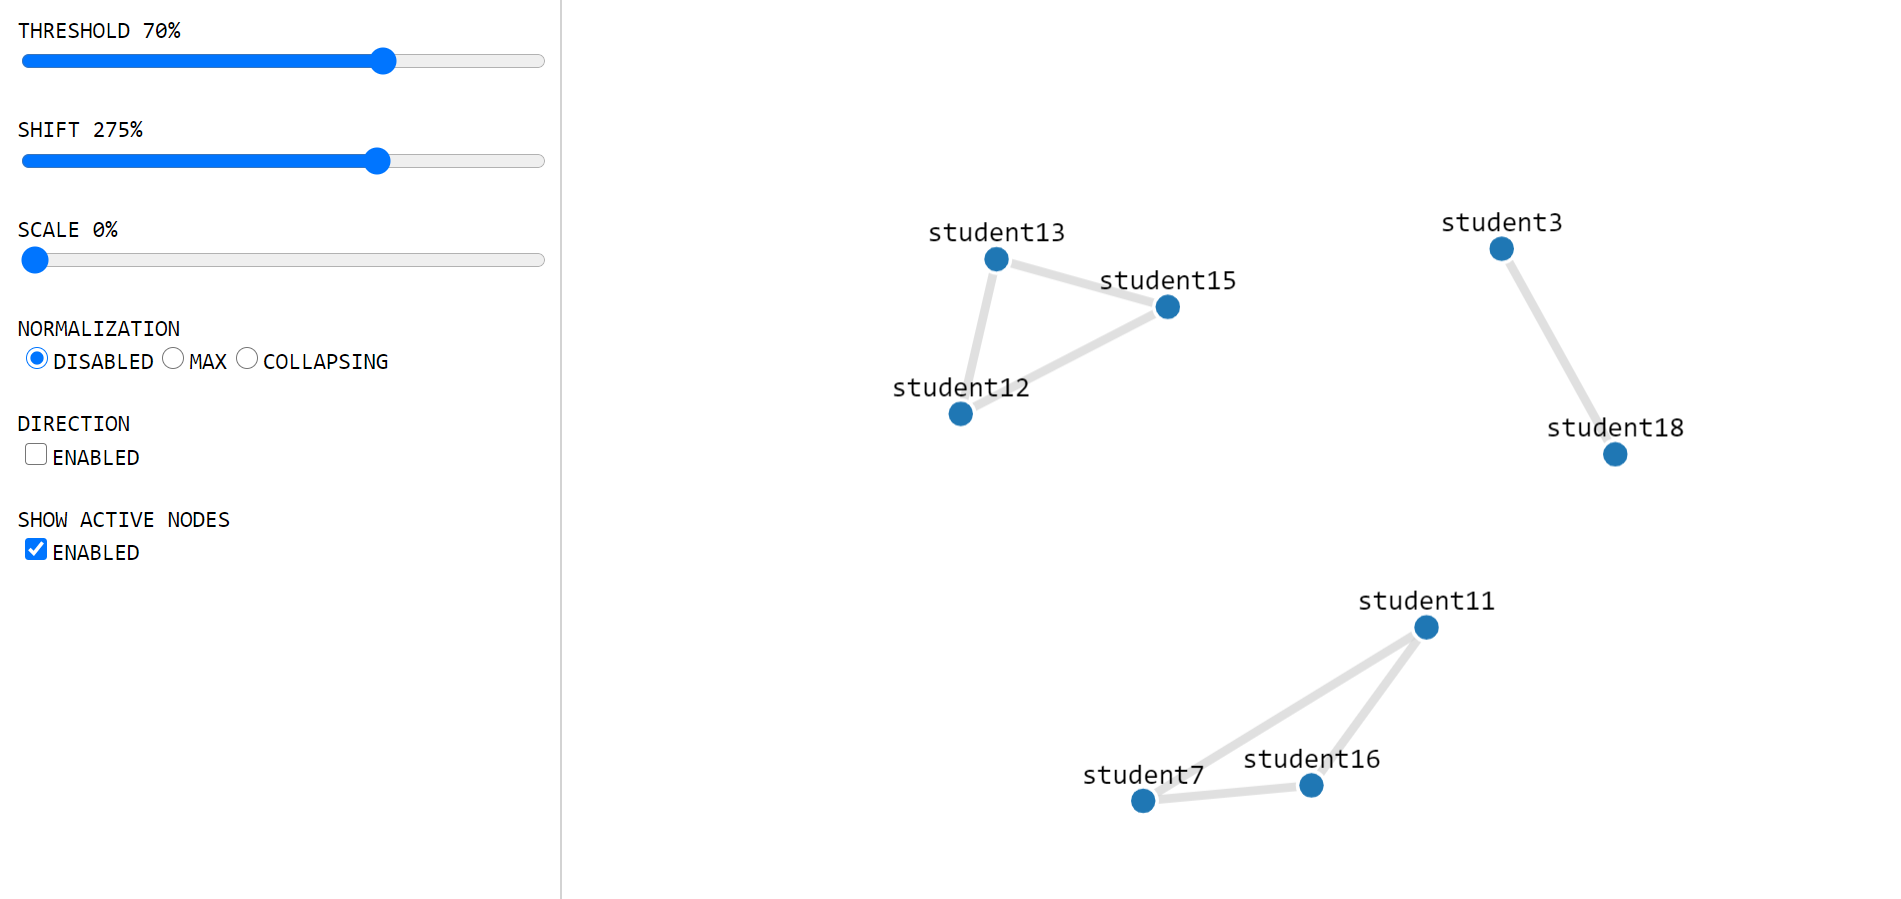 THRESHOLD 70%
SHIFT 275%
SCALE 0%
NORMALIZATION
DISABLED MAX COLLAPSING
DIRECTION
ENABLED
SHOW ACTIVE NODES
ENABLED
student13
student15
student12
student3
student18
student11
student16
student7